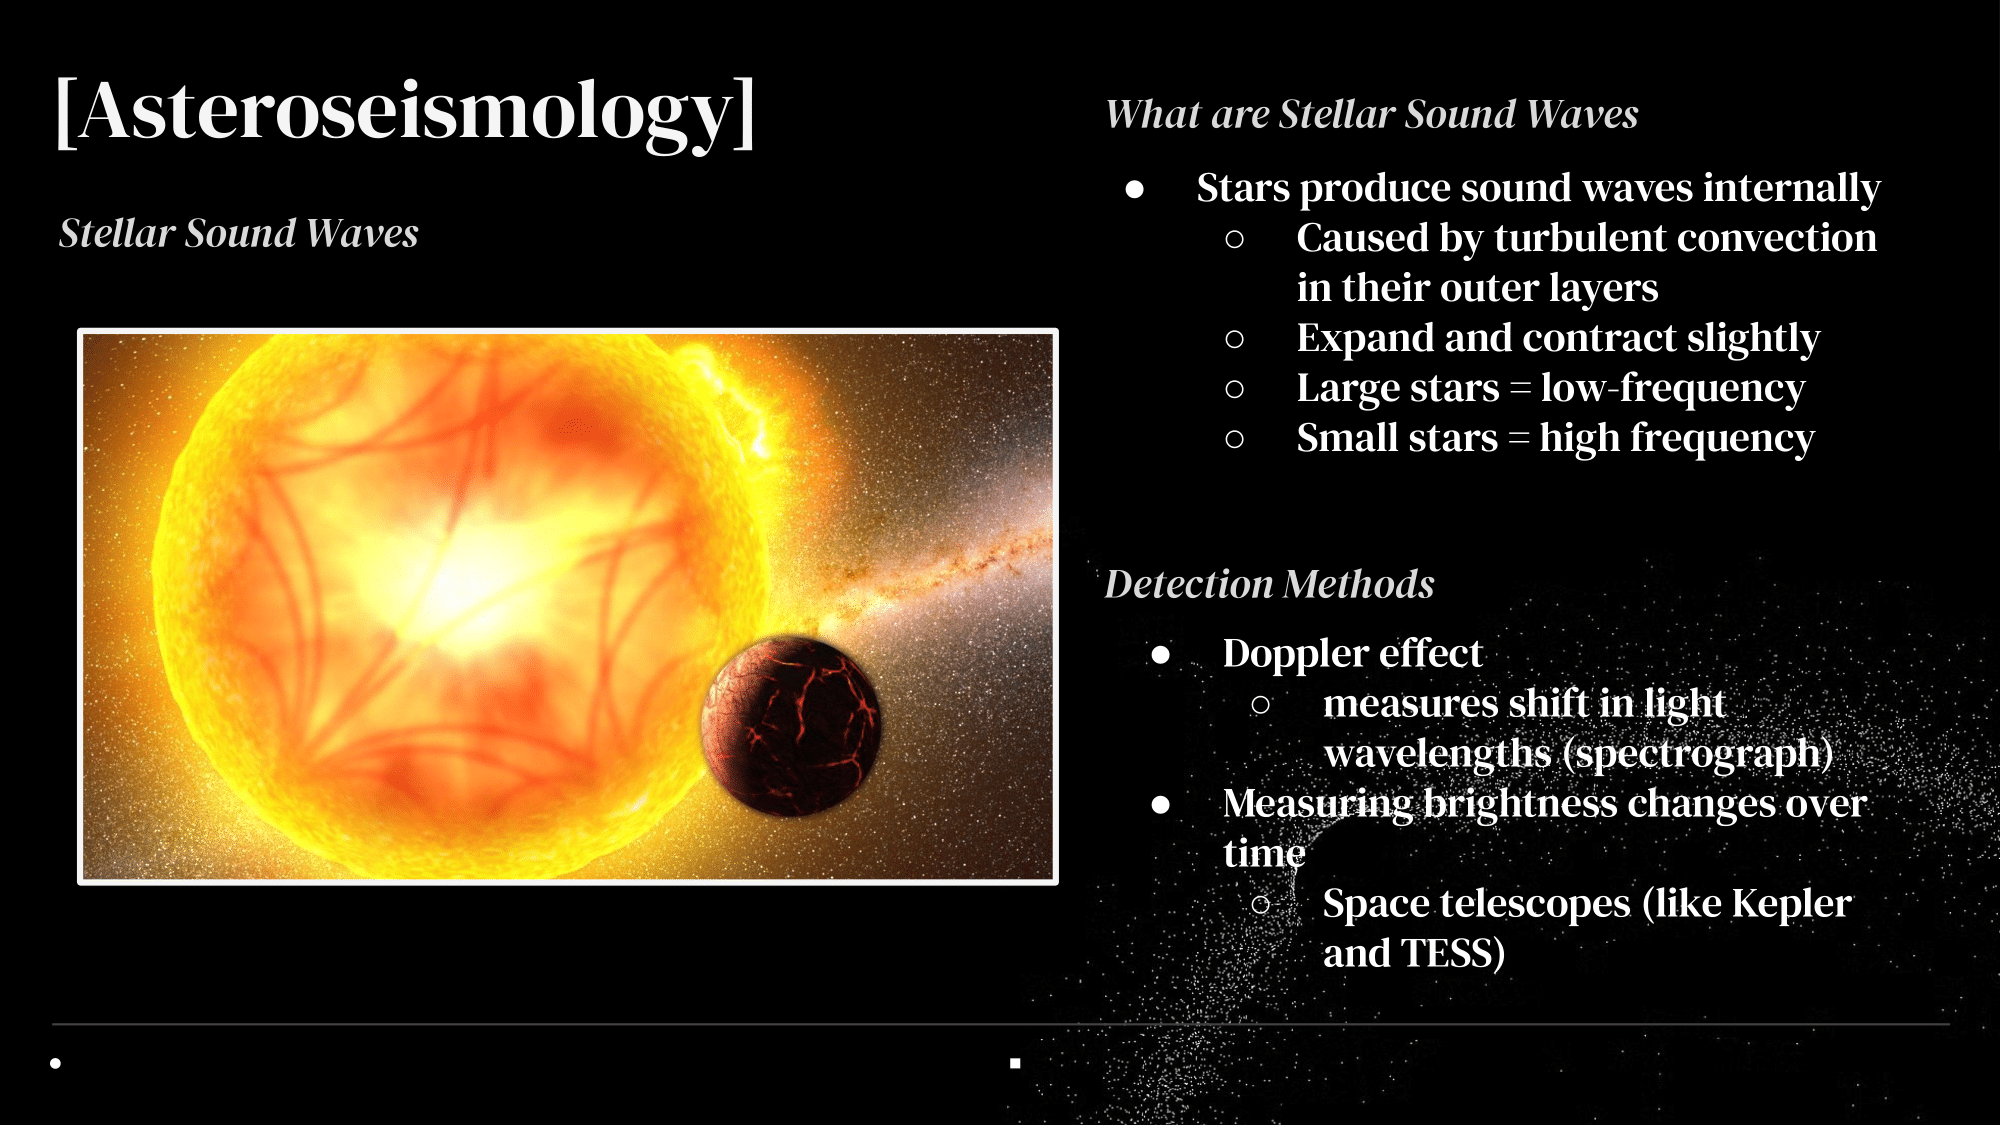 [Asteroseismology]
Stellar Sound Waves
What are Stellar Sound Waves
● Stars produce sound waves internally
○ Caused by turbulent convection
in their outer layers
○ Expand and contract slightly
○ Large stars = low-frequency
○ Small stars = high frequency
Detection Methods
● Doppler effect
○ measures shift in light
wavelengths (spectrograph)
● Measuring brightness changes over
time
○ Space telescopes (like Kepler
and TESS)